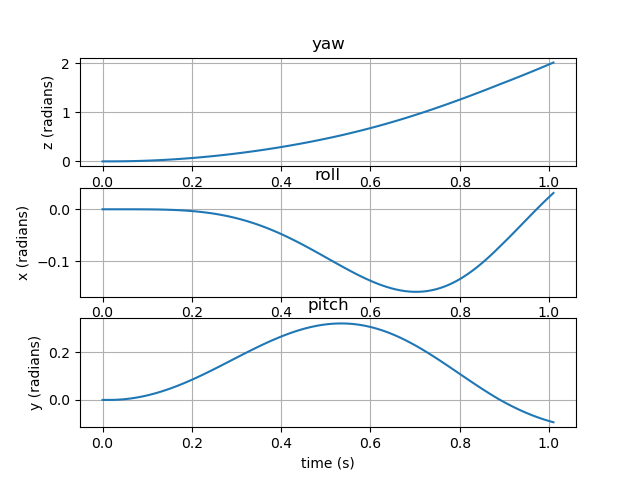 yaw
z (radians)
2
1
0
0.0 0.2 0.4 0.6 0.8 1.0
roll
x (radians)
0.0
−0.1
0.0 0.2 0.4 0.6 0.8 1.0
pitch
y (radians)
0.2
0.0
0.0 0.2 0.4 0.6 0.8 1.0
time (s)